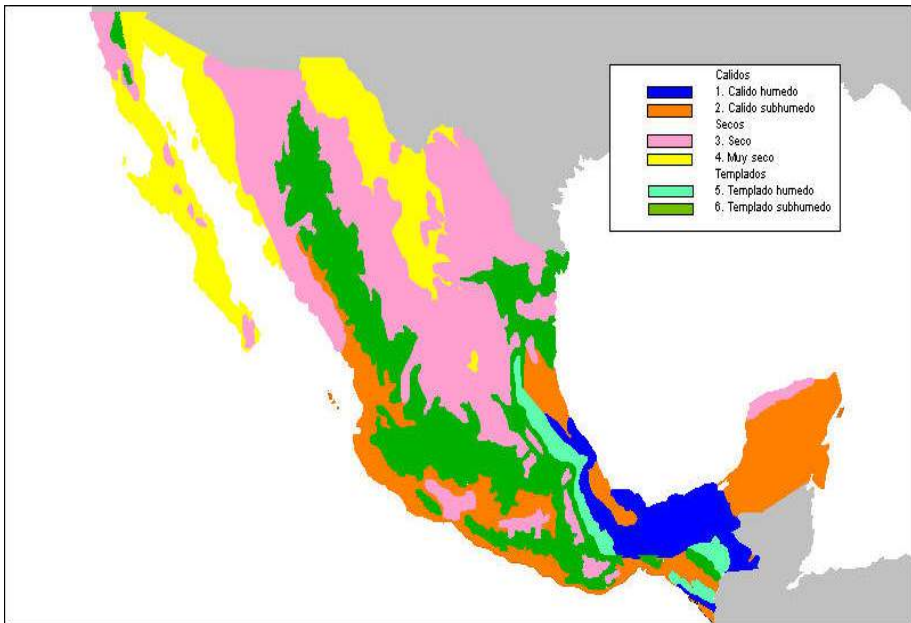 Calidos
1. Calido humedo
2. Calido subhumedo
Secos
3. Seco
4. Muy seco
Templados
5. Templado humedo
6. Templado subhumedo